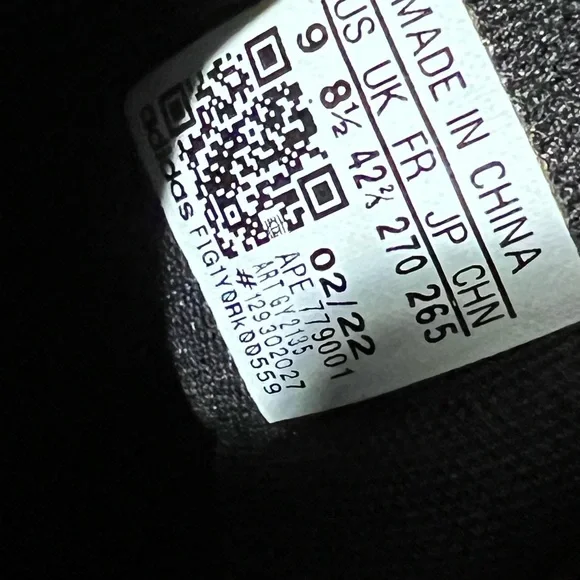 MADE IN CHINA
US UK FR JP CHN
9 8½ 42⅔ 270 265
02/22
APE 779001
ART GY2135
#129302027
adidas F1G1Y0RK00559